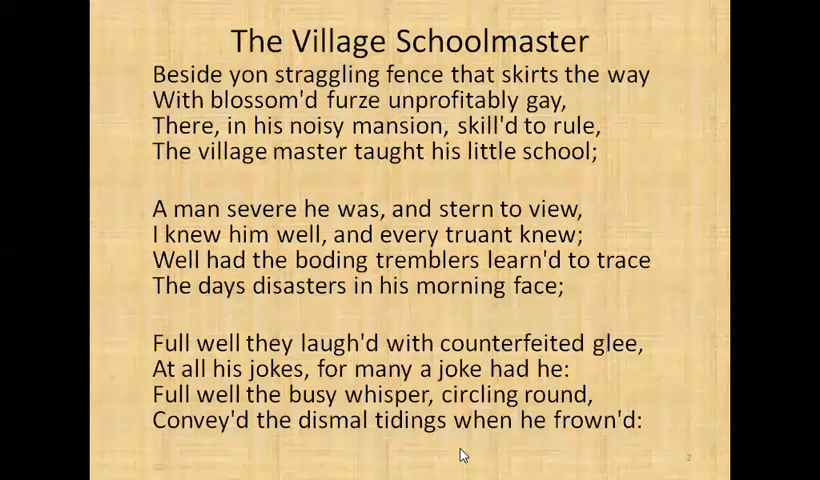 The Village Schoolmaster
Beside yon straggling fence that skirts the way
With blossom'd furze unprofitably gay,
There, in his noisy mansion, skill'd to rule,
The village master taught his little school;
A man severe he was, and stern to view,
I knew him well, and every truant knew;
Well had the boding tremblers learn'd to trace
The days disasters in his morning face;
Full well they laugh'd with counterfeited glee,
At all his jokes, for many a joke had he:
Full well the busy whisper, circling round,
Convey'd the dismal tidings when he frown'd:
2